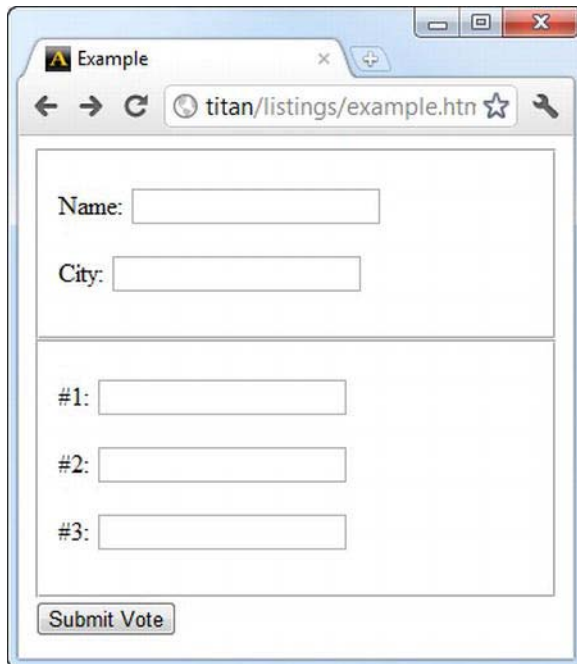 Example
titan/listings/example.htm
Name:
City:
#1:
#2:
#3:
Submit Vote